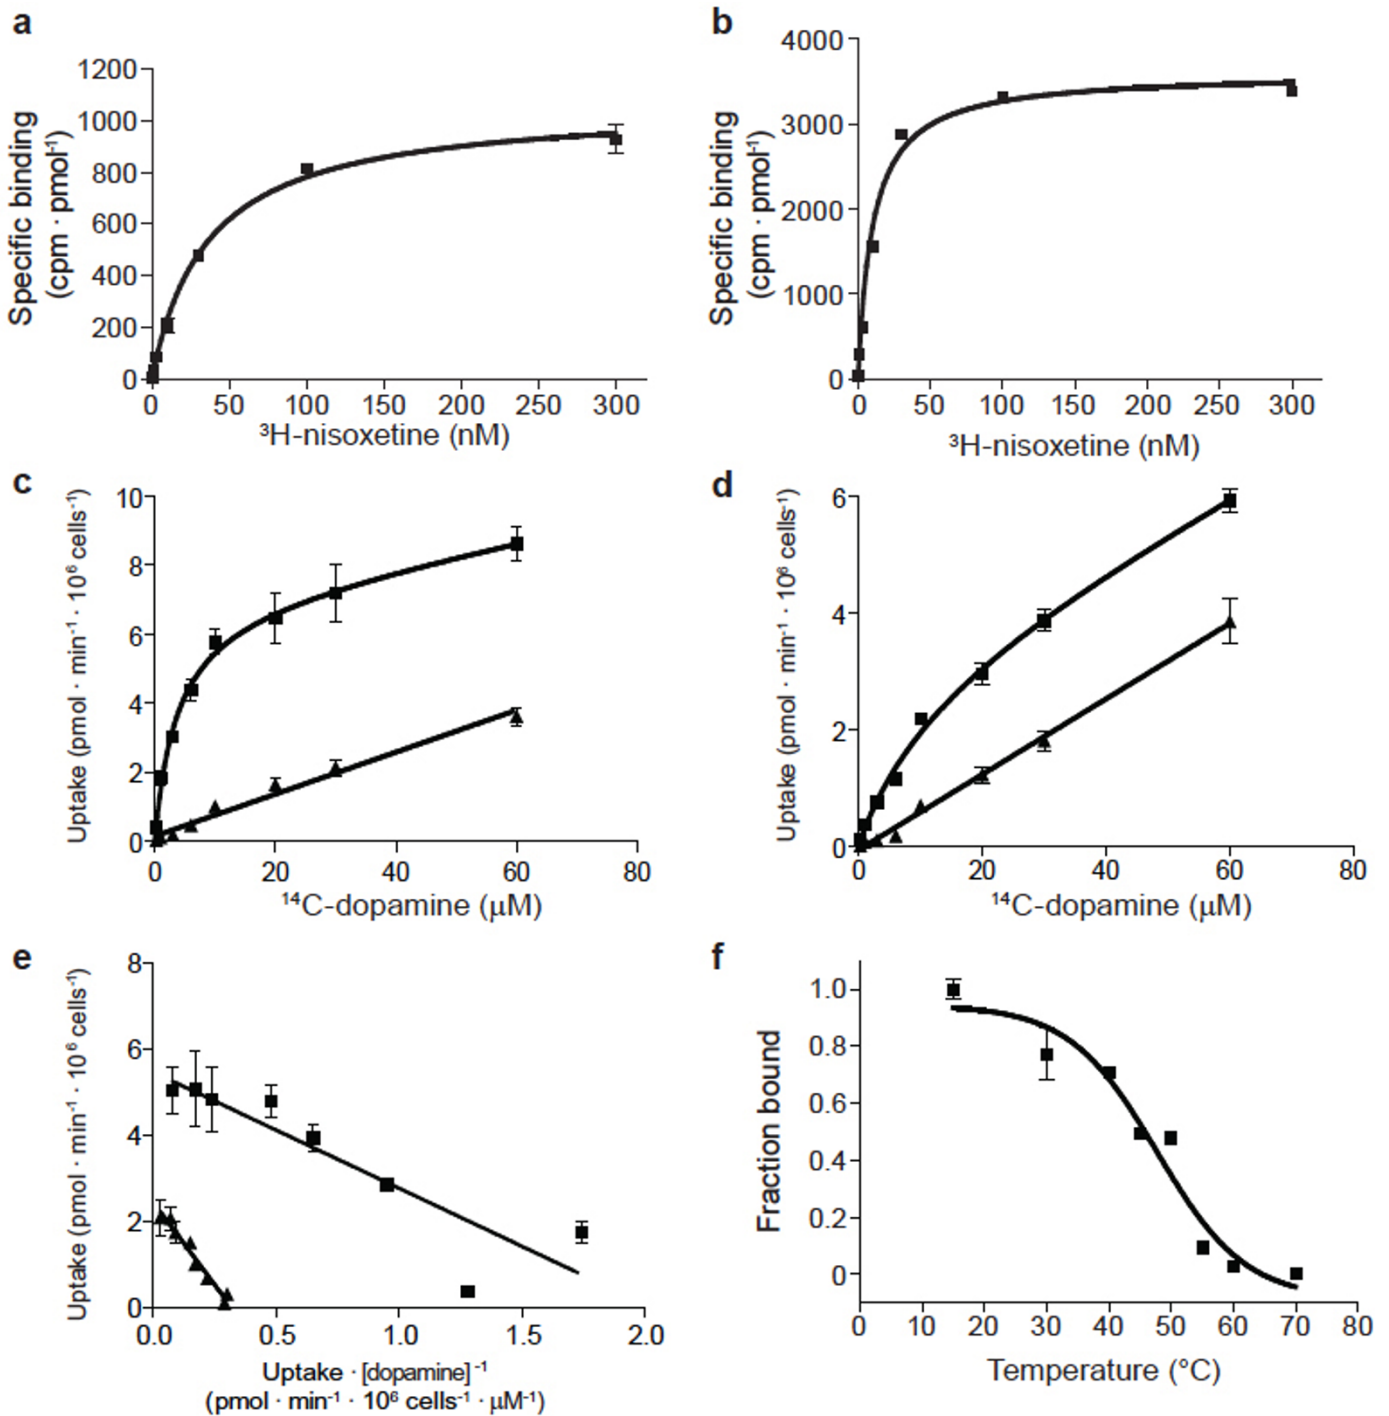 a
Specific binding
(cpm · pmol⁻¹)
1200
1000
800
600
400
200
0
0 50 100 150 200 250 300
³H-nisoxetine (nM)
b
Specific binding
(cpm · pmol⁻¹)
4000
3000
2000
1000
0
0 50 100 150 200 250 300
³H-nisoxetine (nM)
c
Uptake (pmol · min⁻¹ · 10⁶ cells⁻¹)
10
8
6
4
2
0
0 20 40 60 80
¹⁴C-dopamine (μM)
d
Uptake (pmol · min⁻¹ · 10⁶ cells⁻¹)
6
4
2
0
0 20 40 60 80
¹⁴C-dopamine (μM)
e
Uptake (pmol · min⁻¹ · 10⁶ cells⁻¹)
8
6
4
2
0
0.0 0.5 1.0 1.5 2.0
Uptake · [dopamine]⁻¹
(pmol · min⁻¹ · 10⁶ cells⁻¹ · μM⁻¹)
f
Fraction bound
1.0
0.8
0.6
0.4
0.2
0
0 10 20 30 40 50 60 70 80
Temperature (°C)